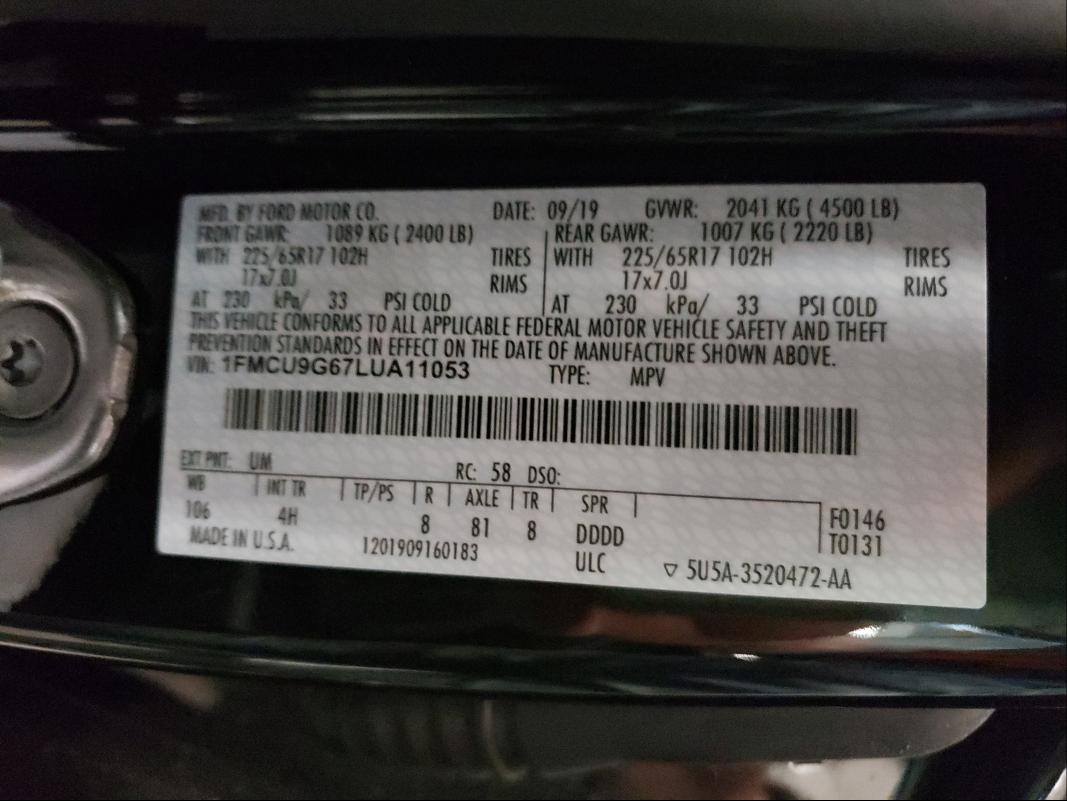 MFD. BY FORD MOTOR CO. DATE: 09/19 GVWR: 2041 KG ( 4500 LB)
FRONT GAWR: 1089 KG ( 2400 LB) REAR GAWR: 1007 KG ( 2220 LB)
WITH 225/65R17 102H TIRES WITH 225/65R17 102H TIRES
17x7.0J RIMS 17x7.0J RIMS
AT 230 kPa/ 33 PSI COLD AT 230 kPa/ 33 PSI COLD
THIS VEHICLE CONFORMS TO ALL APPLICABLE FEDERAL MOTOR VEHICLE SAFETY AND THEFT
PREVENTION STANDARDS IN EFFECT ON THE DATE OF MANUFACTURE SHOWN ABOVE.
VIN: 1FMCU9G67LUA11053 TYPE: MPV
EXT PNT: UM RC: 58 DSO:
WB INT TR TP/PS R AXLE TR SPR
106 4H 8 81 8 DDDD F0146
T0131
MADE IN U.S.A. 1201909160183 ULC ▽ 5U5A-3520472-AA